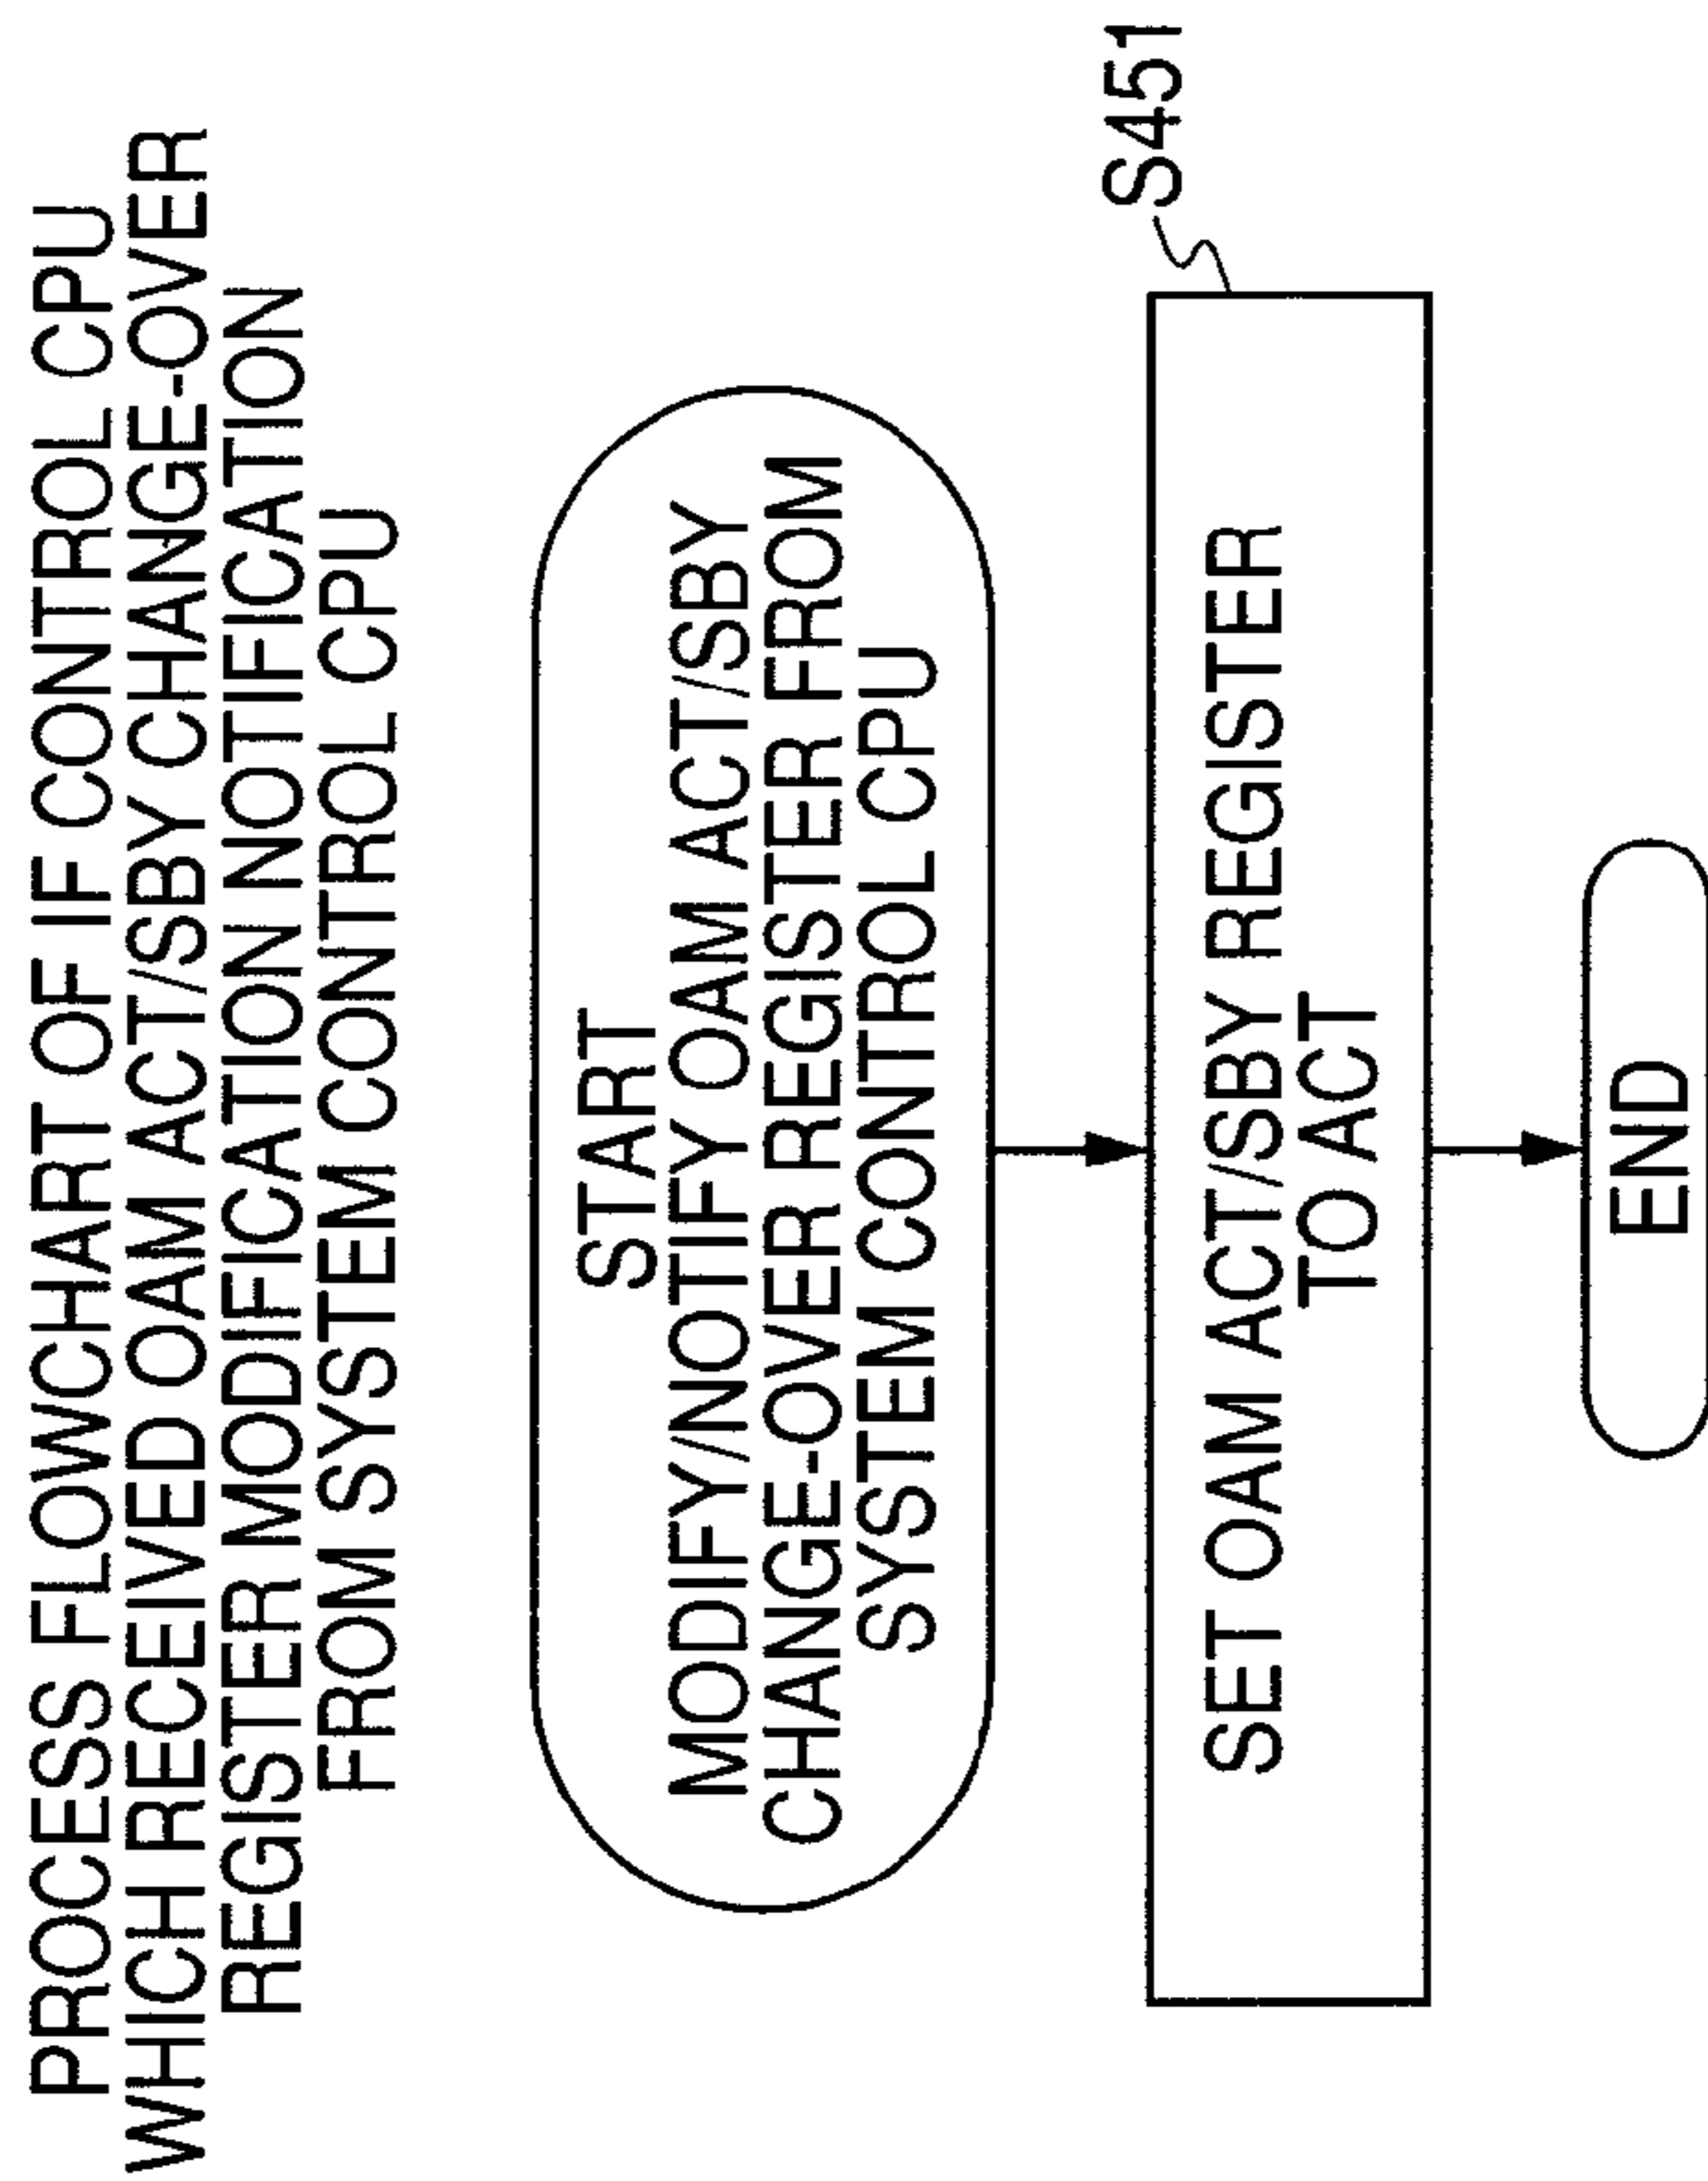 PROCESS FLOWCHART OF IF CONTROL CPU
WHICH RECEIVED OAM ACT/SBY CHANGE-OVER
REGISTER MODIFICATION NOTIFICATION
FROM SYSTEM CONTROL CPU
START
MODIFY/NOTIFY OAM ACT/SBY
CHANGE-OVER REGISTER FROM
SYSTEM CONTROL CPU
S451
SET OAM ACT/SBY REGISTER
TO ACT
END